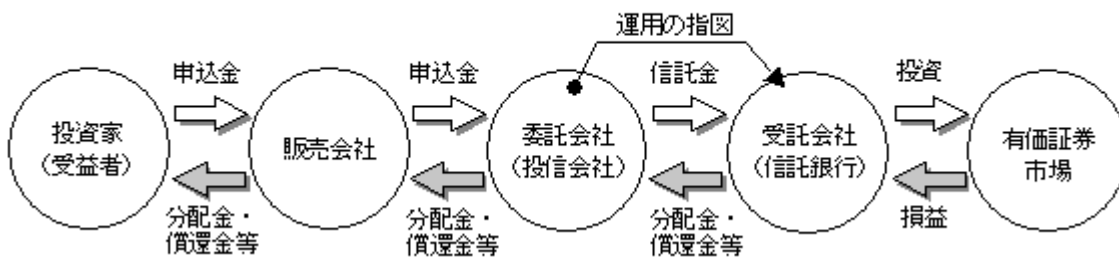 運用の指図
申込金
申込金
信託金
投資
投資家
(受益者)
販売会社
委託会社
(投信会社)
受託会社
(信託銀行)
有価証券
市場
分配金・
償還金等
分配金・
償還金等
分配金・
償還金等
損益